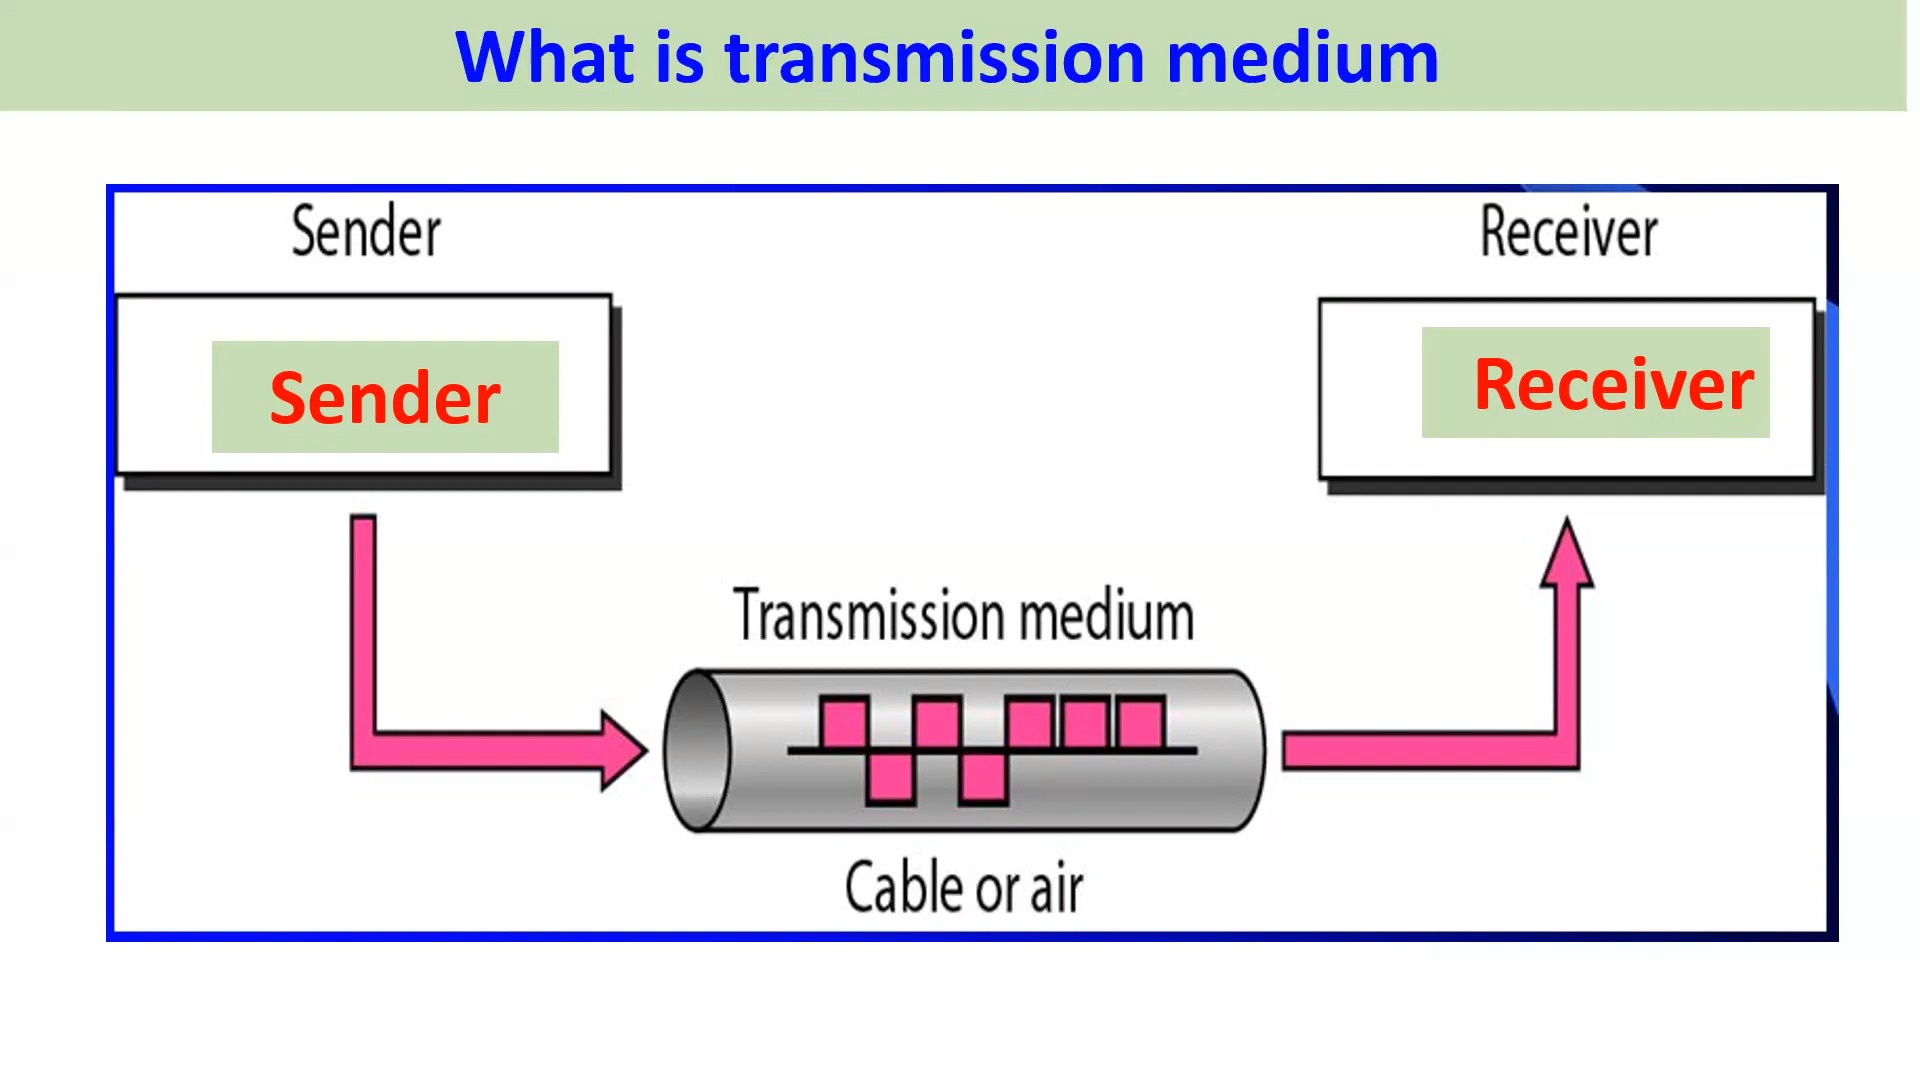 What is transmission medium
Sender
Receiver
Sender
Receiver
Transmission medium
Cable or air